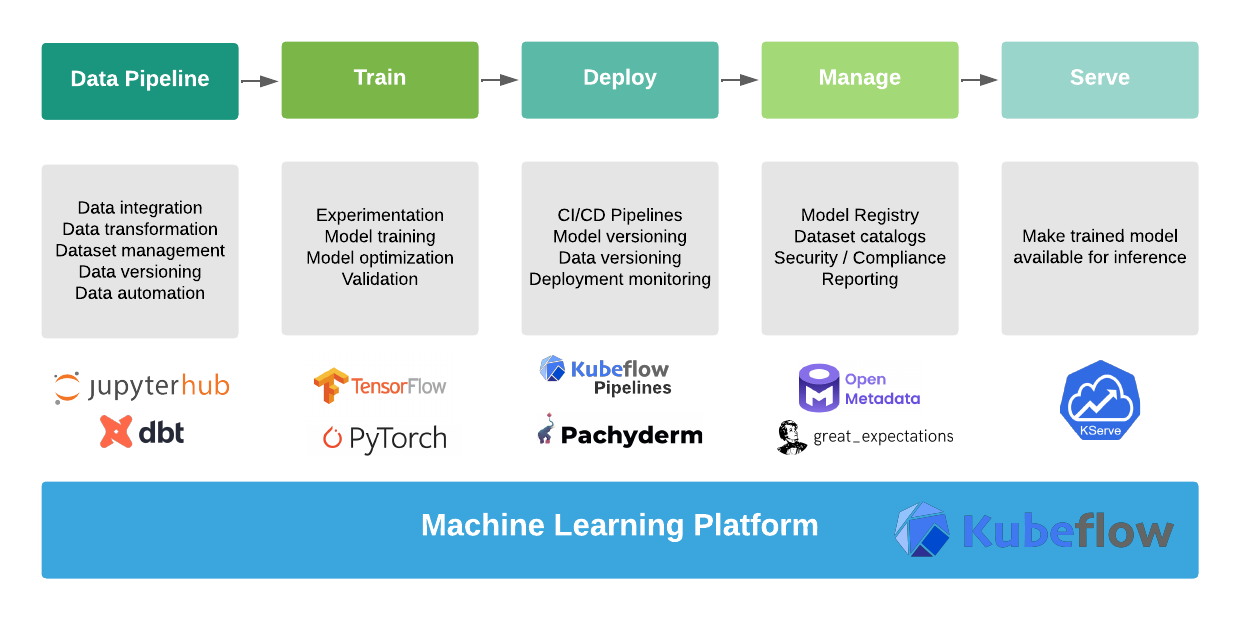 Data Pipeline
Train
Deploy
Manage
Serve
Data integration
Data transformation
Dataset management
Data versioning
Data automation
Experimentation
Model training
Model optimization
Validation
CI/CD Pipelines
Model versioning
Data versioning
Deployment monitoring
Model Registry
Dataset catalogs
Security / Compliance
Reporting
Make trained model
available for inference
jupyterhub
dbt
TensorFlow
PyTorch
Kubeflow
Pipelines
Pachyderm
Open
Metadata
great_expectations
KServe
Machine Learning Platform
Kubeflow